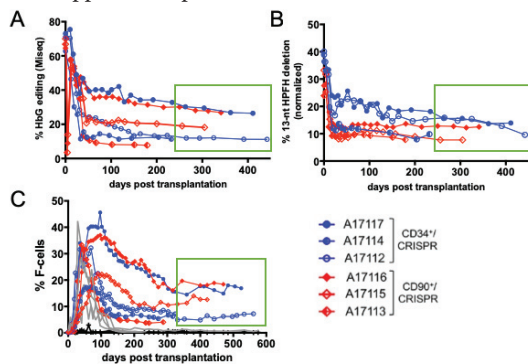 A
% HbG editing (Miseq)
80
60
40
20
0
0 100 200 300 400
days post transplantation
B
% 13-nt HPFH deletion
(normalized)
50
40
30
20
10
0
0 100 200 300 400
days post transplantation
C
% F-cells
50
40
30
20
10
0
0 100 200 300 400 500 600
days post transplantation
A17117
A17114
A17112
CD34+/
CRISPR
A17116
A17115
A17113
CD90+/
CRISPR